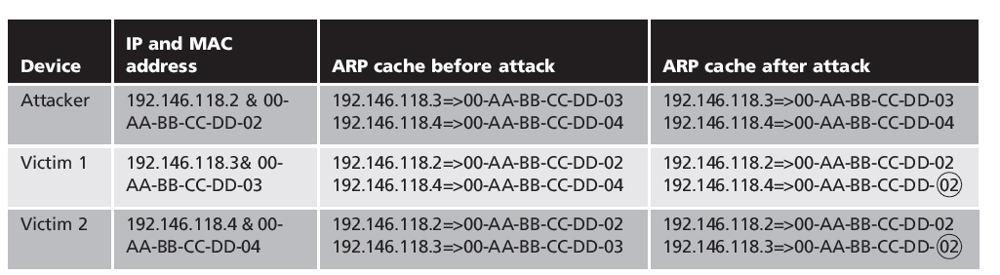 Device
IP and MAC
address
ARP cache before attack
ARP cache after attack
Attacker
192.146.118.2 & 00-
AA-BB-CC-DD-02
192.146.118.3=>00-AA-BB-CC-DD-03
192.146.118.4=>00-AA-BB-CC-DD-04
192.146.118.3=>00-AA-BB-CC-DD-03
192.146.118.4=>00-AA-BB-CC-DD-04
Victim 1
192.146.118.3& 00-
AA-BB-CC-DD-03
192.146.118.2=>00-AA-BB-CC-DD-02
192.146.118.4=>00-AA-BB-CC-DD-04
192.146.118.2=>00-AA-BB-CC-DD-02
192.146.118.4=>00-AA-BB-CC-DD-02
Victim 2
192.146.118.4 & 00-
AA-BB-CC-DD-04
192.146.118.2=>00-AA-BB-CC-DD-02
192.146.118.3=>00-AA-BB-CC-DD-03
192.146.118.2=>00-AA-BB-CC-DD-02
192.146.118.3=>00-AA-BB-CC-DD-02